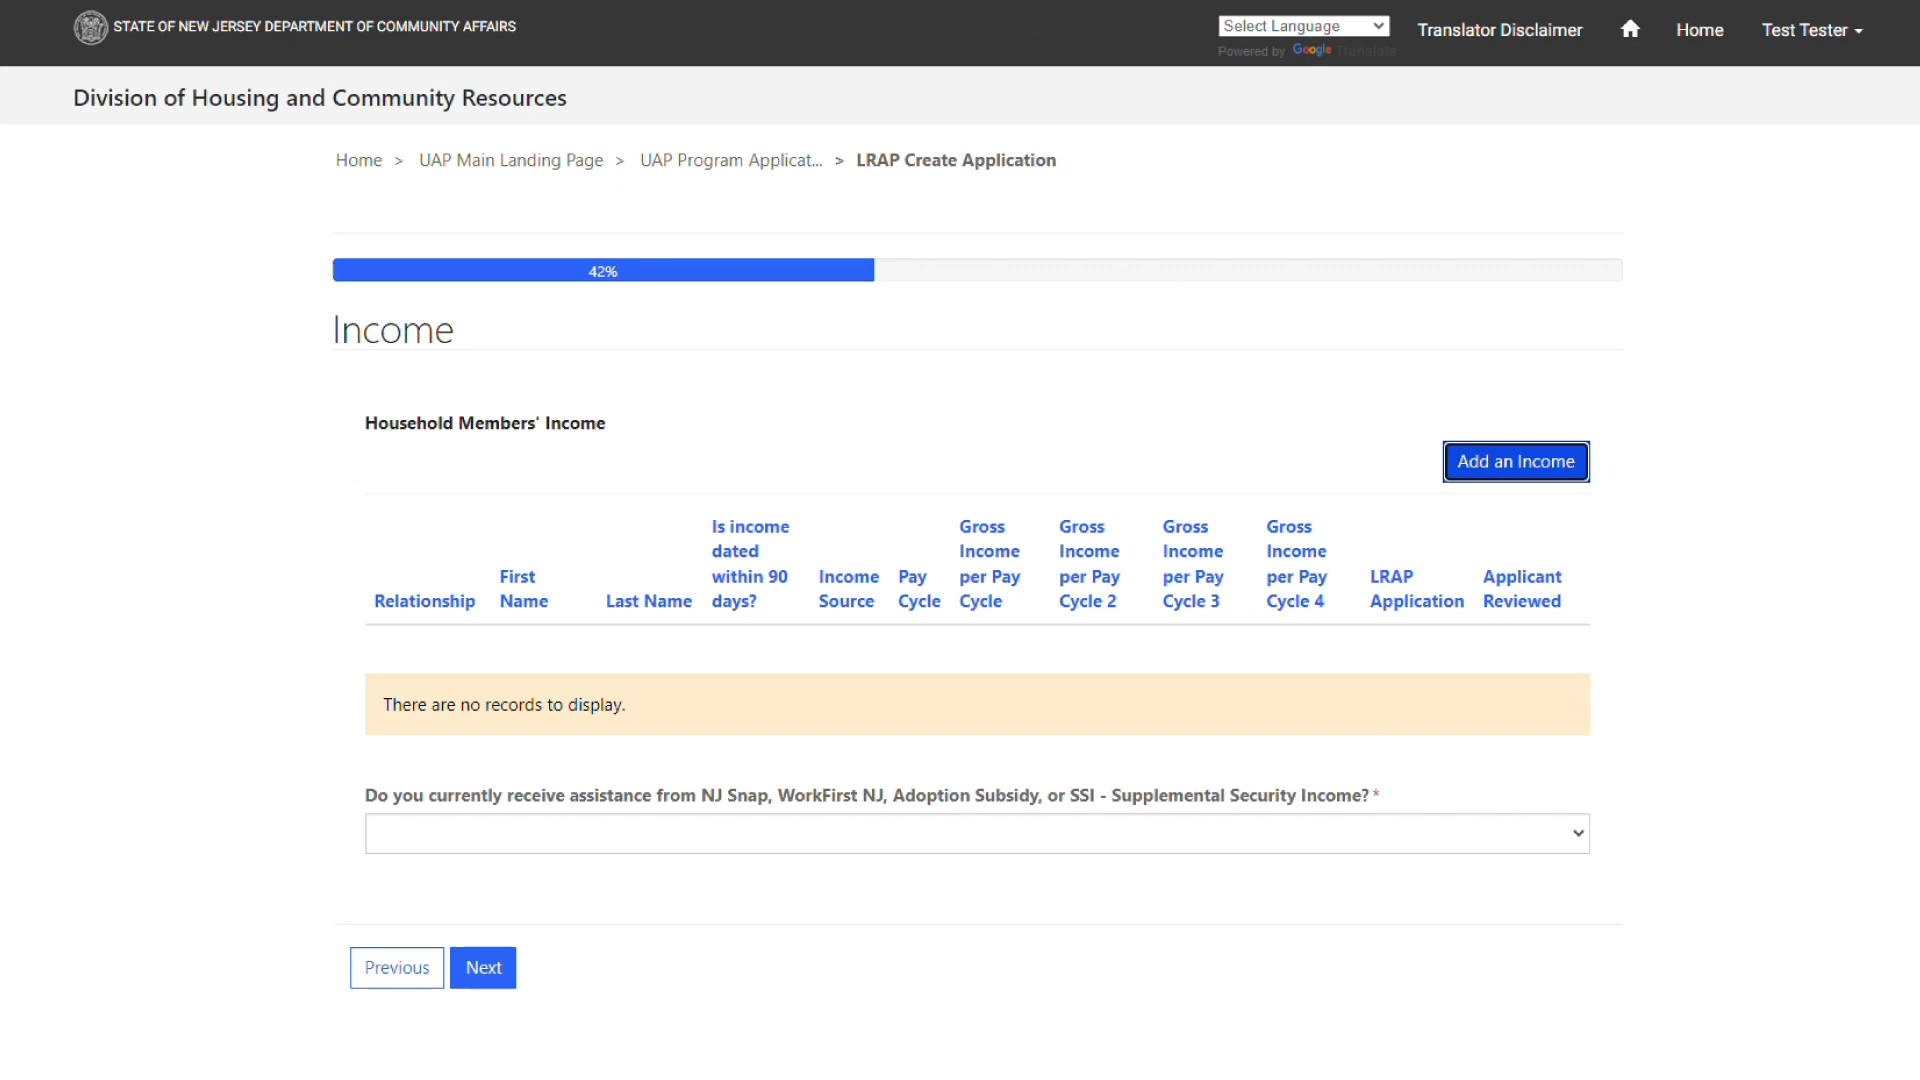 STATE OF NEW JERSEY DEPARTMENT OF COMMUNITY AFFAIRS
Select Language
Powered by Google Translate
Translator Disclaimer
Home
Test Tester
Division of Housing and Community Resources
Home > UAP Main Landing Page > UAP Program Applicat... > LRAP Create Application
42%
Income
Household Members' Income
Add an Income
Relationship
First
Name
Last Name
Is income
dated
within 90
days?
Income
Source
Pay
Cycle
Gross
Income
per Pay
Cycle
Gross
Income
per Pay
Cycle 2
Gross
Income
per Pay
Cycle 3
Gross
Income
per Pay
Cycle 4
LRAP
Application
Applicant
Reviewed
There are no records to display.
Do you currently receive assistance from NJ Snap, WorkFirst NJ, Adoption Subsidy, or SSI - Supplemental Security Income? *
Previous
Next